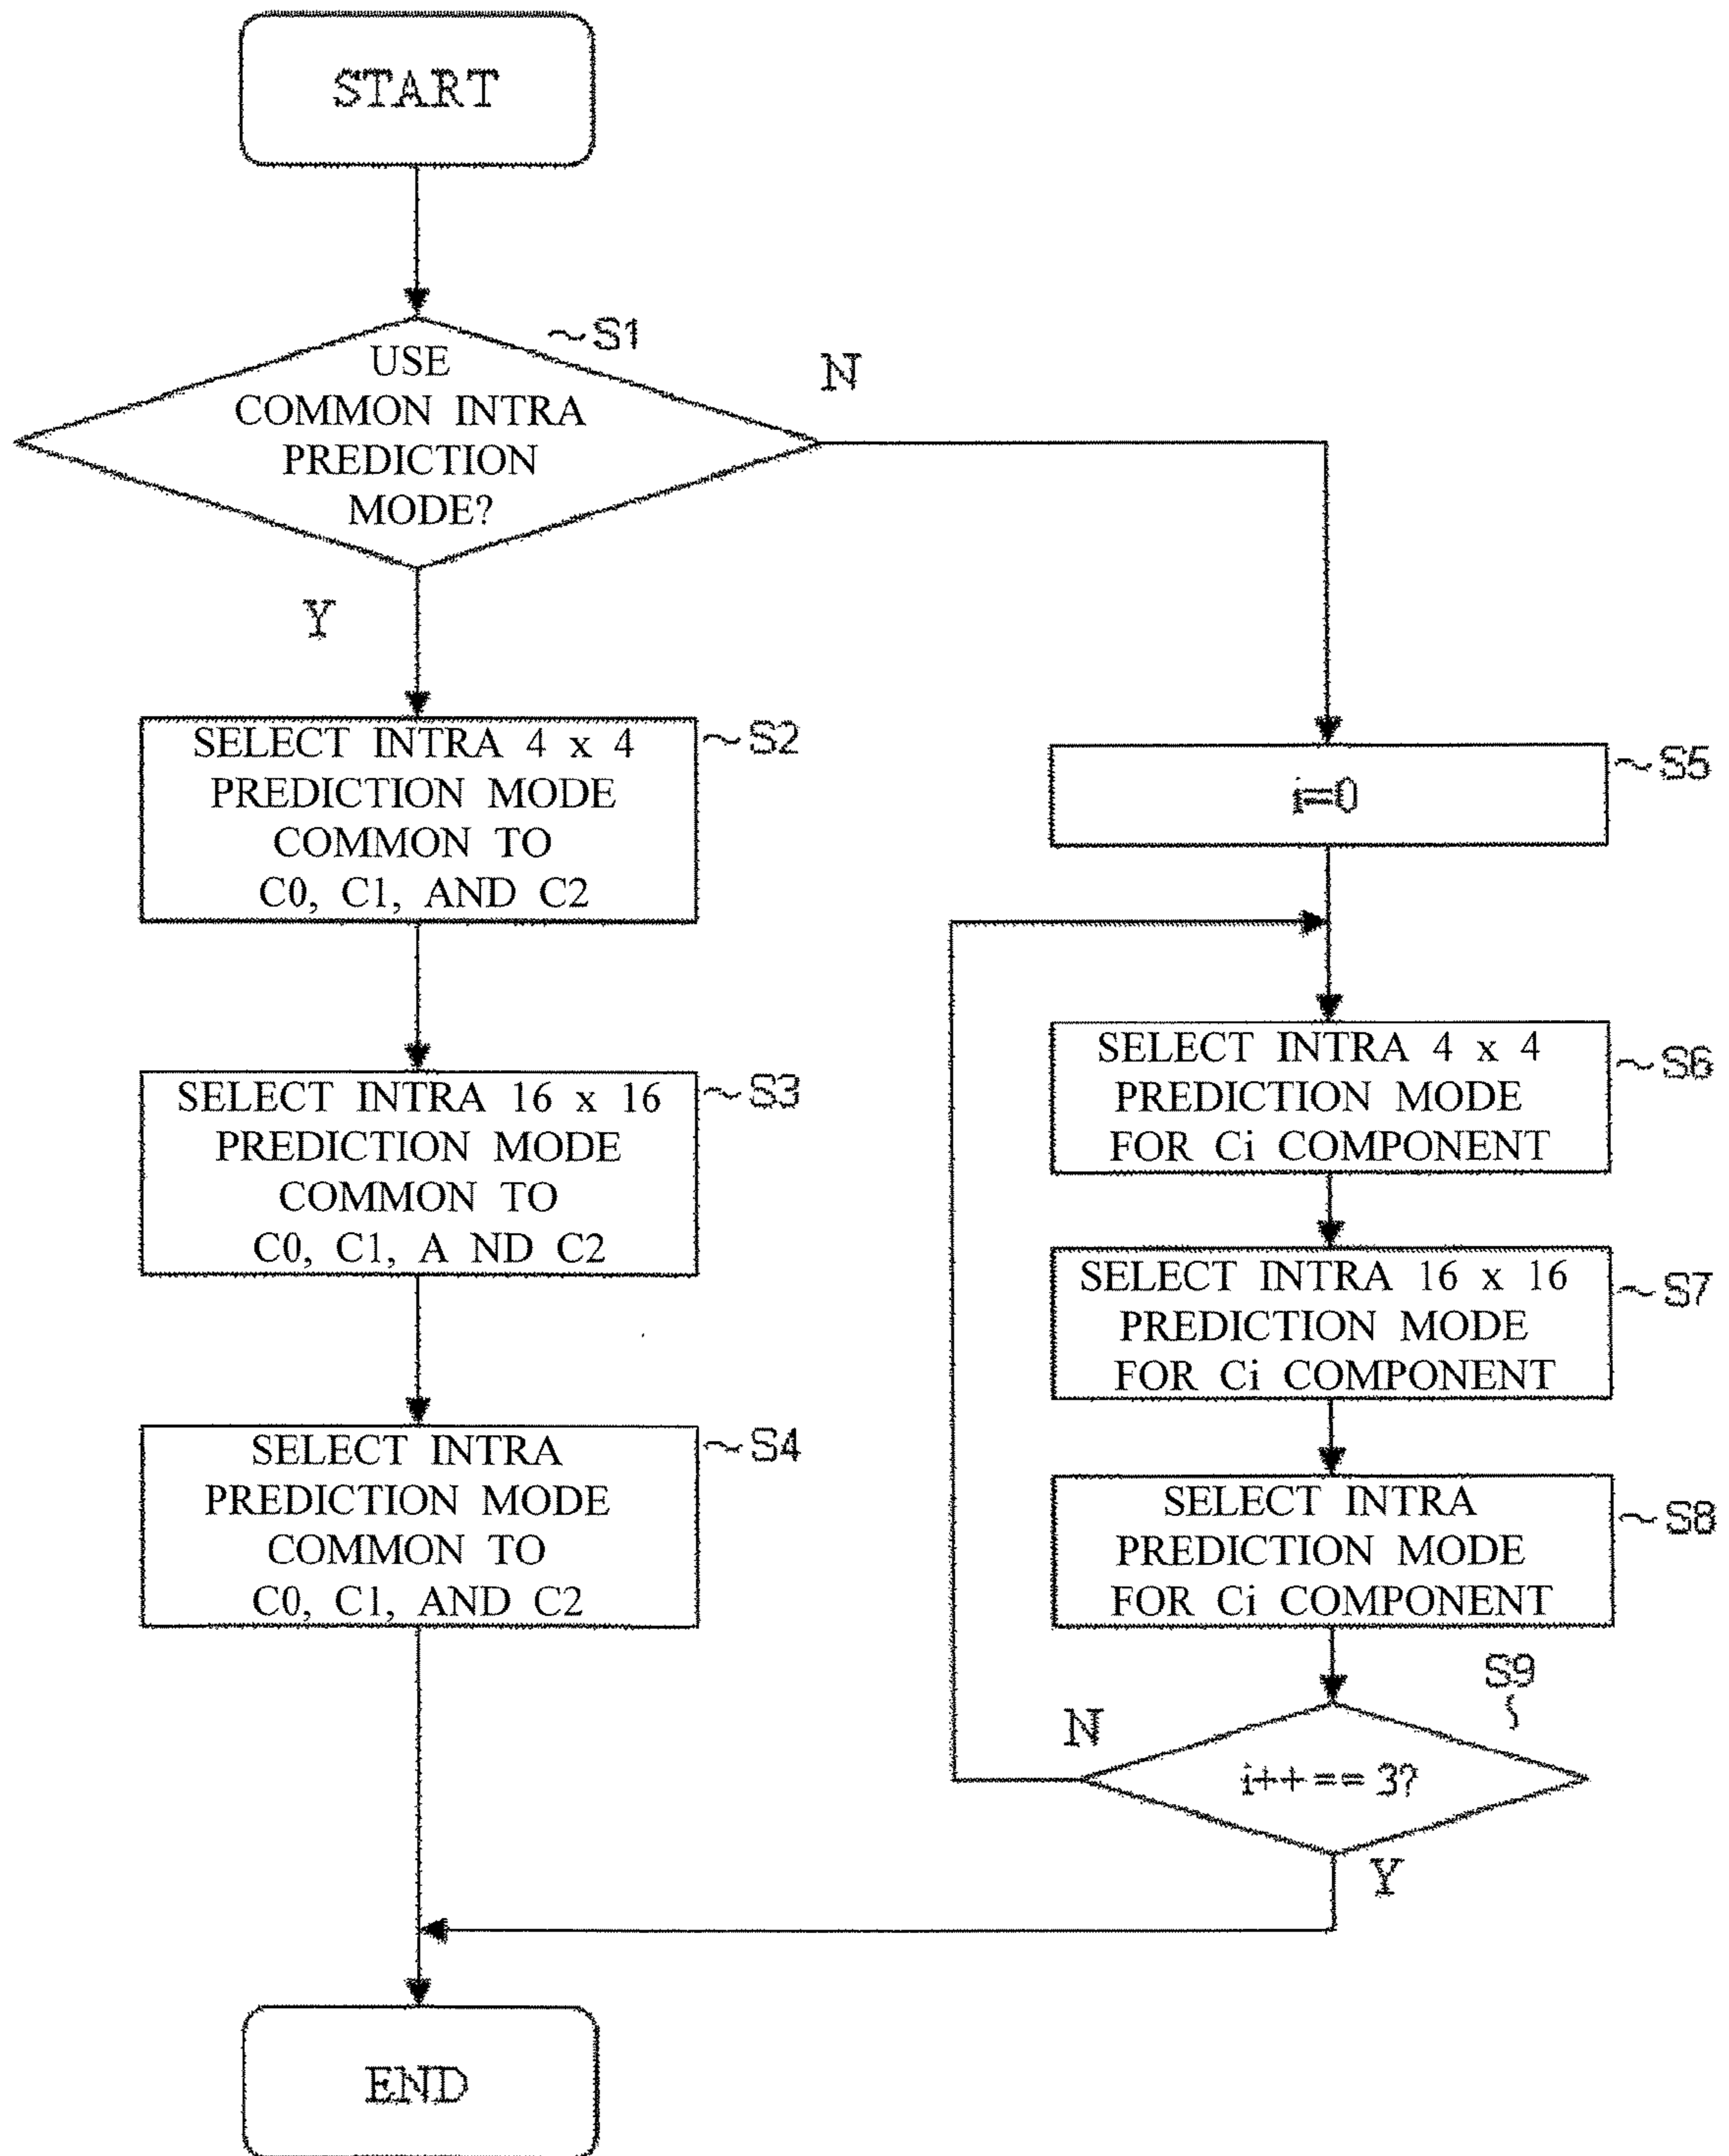 START
~S1
USE
COMMON INTRA
PREDICTION
MODE?
N
Y
SELECT INTRA 4 x 4
PREDICTION MODE
COMMON TO
C0, C1, AND C2
~S2
SELECT INTRA 16 x 16
PREDICTION MODE
COMMON TO
C0, C1, A ND C2
~S3
SELECT INTRA
PREDICTION MODE
COMMON TO
C0, C1, AND C2
~S4
i=0
~S5
SELECT INTRA 4 x 4
PREDICTION MODE
FOR Ci COMPONENT
~S6
SELECT INTRA 16 x 16
PREDICTION MODE
FOR Ci COMPONENT
~S7
SELECT INTRA
PREDICTION MODE
FOR Ci COMPONENT
~S8
S9
N
i++ == 3?
Y
END